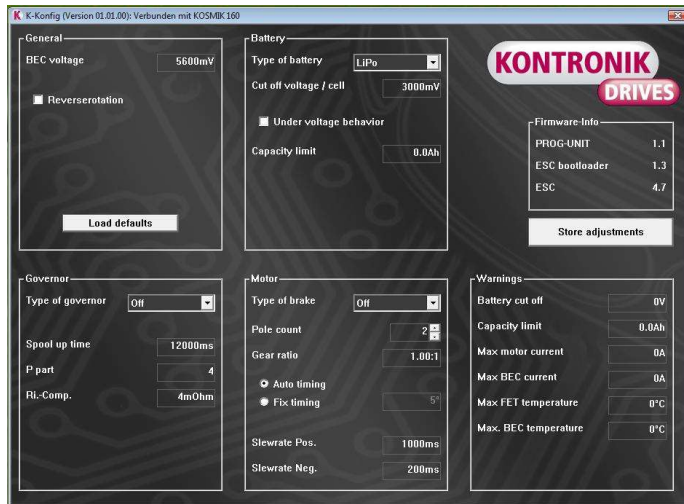 K K-Konfig (Version 01.01.00): Verbunden mit KOSMIK 160
General
BEC voltage 5600mV
Reverserotation
Load defaults
Battery
Type of battery LiPo
Cut off voltage / cell 3000mV
Under voltage behavior
Capacity limit 0.0Ah
KONTRONIK
DRIVES
Firmware-Info
PROG-UNIT 1.1
ESC bootloader 1.3
ESC 4.7
Store adjustments
Governor
Type of governor Off
Spool up time 12000ms
P part 4
Ri.-Comp. 4mOhm
Motor
Type of brake Off
Pole count 2
Gear ratio 1.00:1
Auto timing
Fix timing 5°
Slewrate Pos. 1000ms
Slewrate Neg. 200ms
Warnings
Battery cut off 0V
Capacity limit 0.0Ah
Max motor current 0A
Max BEC current 0A
Max FET temperature 0°C
Max. BEC temperature 0°C